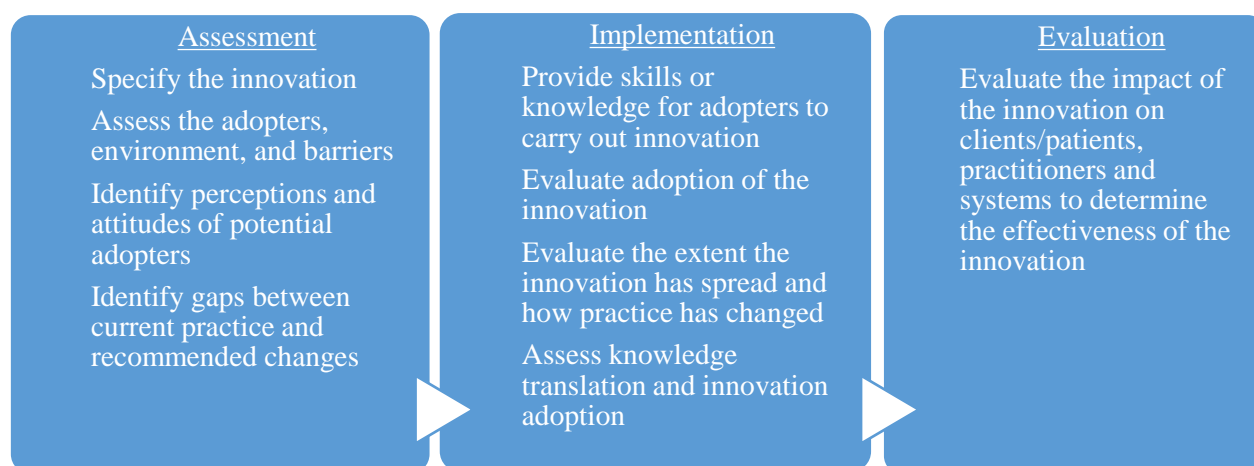 Assessment
Specify the innovation
Assess the adopters,
environment, and barriers
Identify perceptions and
attitudes of potential
adopters
Identify gaps between
current practice and
recommended changes
Implementation
Provide skills or
knowledge for adopters to
carry out innovation
Evaluate adoption of the
innovation
Evaluate the extent the
innovation has spread and
how practice has changed
Assess knowledge
translation and innovation
adoption
Evaluation
Evaluate the impact of
the innovation on
clients/patients,
practitioners and
systems to determine
the effectiveness of the
innovation